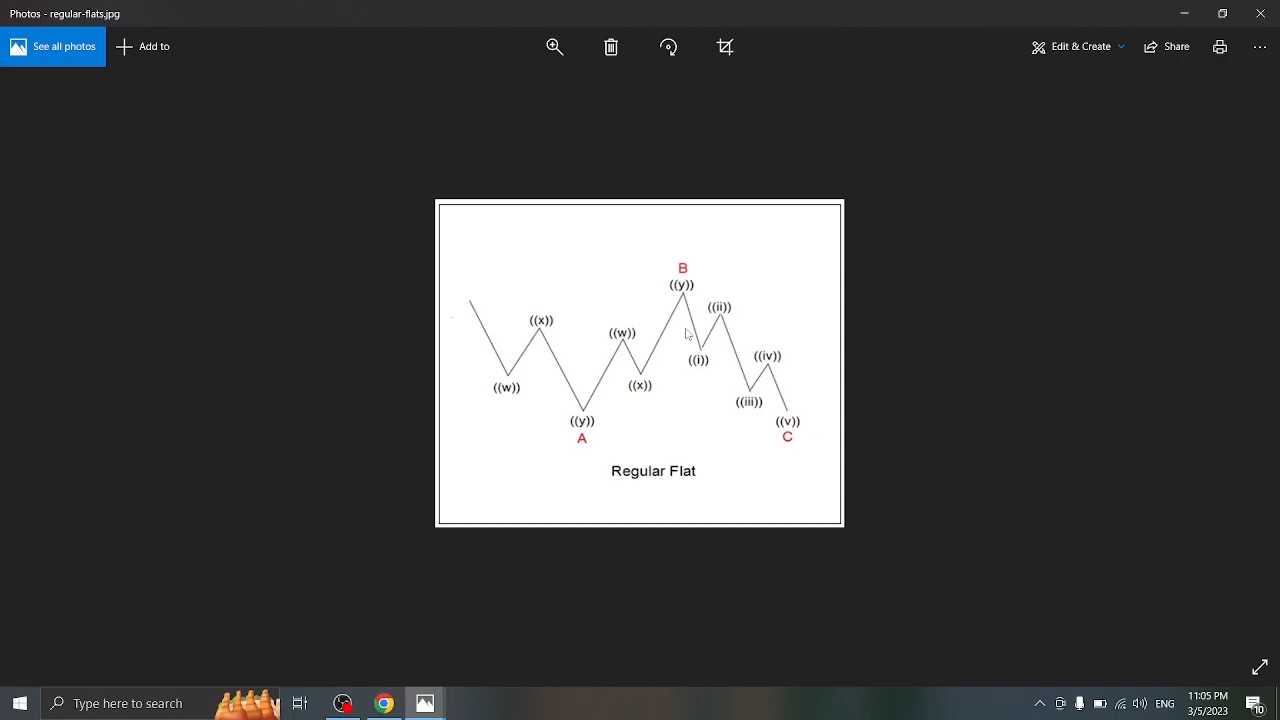 Photos - regular-flats.jpg
See all photos
Add to
Edit & Create
Share
B
((y))
((ii))
((x))
((w))
((iv))
((i))
((w))
((x))
((iii))
((y))
((v))
A
C
Regular Flat
Type here to search
ENG
11:05 PM
3/5/2023